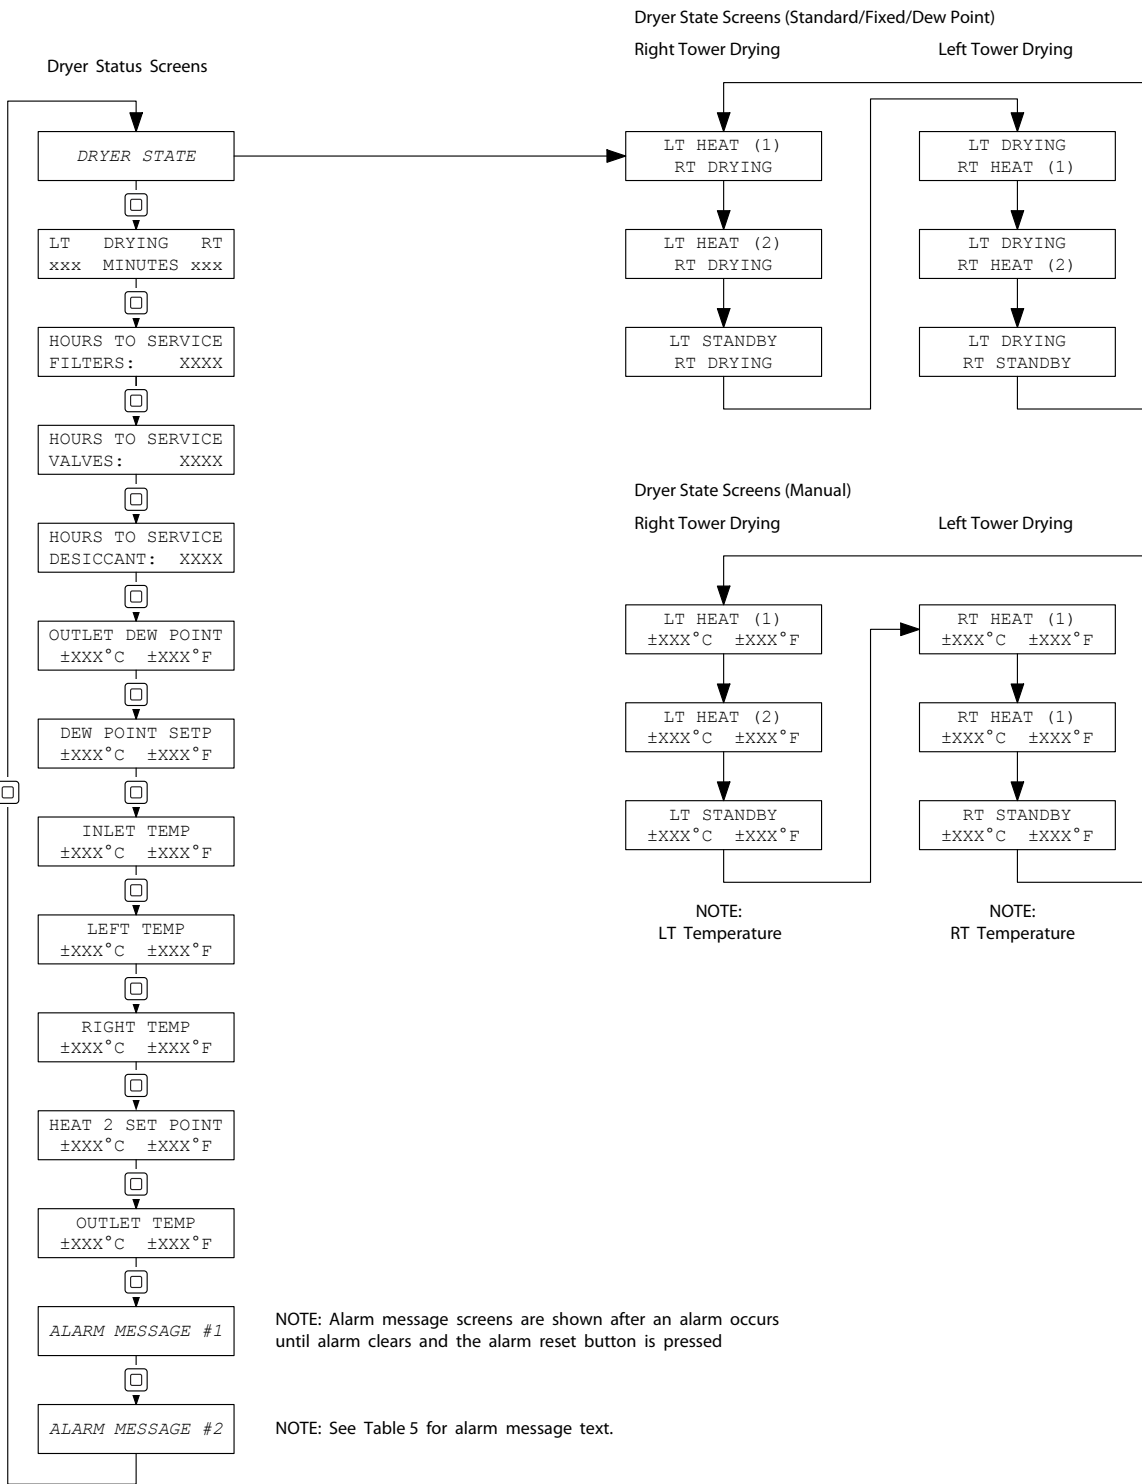 Dryer Status Screens
DRYER STATE
LT DRYING RT
xxx MINUTES xxx
HOURS TO SERVICE
FILTERS: XXXX
HOURS TO SERVICE
VALVES: XXXX
HOURS TO SERVICE
DESICCANT: XXXX
OUTLET DEW POINT
±XXX°C ±XXX°F
DEW POINT SETP
±XXX°C ±XXX°F
INLET TEMP
±XXX°C ±XXX°F
LEFT TEMP
±XXX°C ±XXX°F
RIGHT TEMP
±XXX°C ±XXX°F
HEAT 2 SET POINT
±XXX°C ±XXX°F
OUTLET TEMP
±XXX°C ±XXX°F
ALARM MESSAGE #1
NOTE: Alarm message screens are shown after an alarm occurs
until alarm clears and the alarm reset button is pressed
ALARM MESSAGE #2
NOTE: See Table 5 for alarm message text.
Dryer State Screens (Standard/Fixed/Dew Point)
Right Tower Drying
LT HEAT (1)
RT DRYING
LT HEAT (2)
RT DRYING
LT STANDBY
RT DRYING
Left Tower Drying
LT DRYING
RT HEAT (1)
LT DRYING
RT HEAT (2)
LT DRYING
RT STANDBY
Dryer State Screens (Manual)
Right Tower Drying
LT HEAT (1)
±XXX°C ±XXX°F
LT HEAT (2)
±XXX°C ±XXX°F
LT STANDBY
±XXX°C ±XXX°F
NOTE:
LT Temperature
Left Tower Drying
RT HEAT (1)
±XXX°C ±XXX°F
RT HEAT (1)
±XXX°C ±XXX°F
RT STANDBY
±XXX°C ±XXX°F
NOTE:
RT Temperature